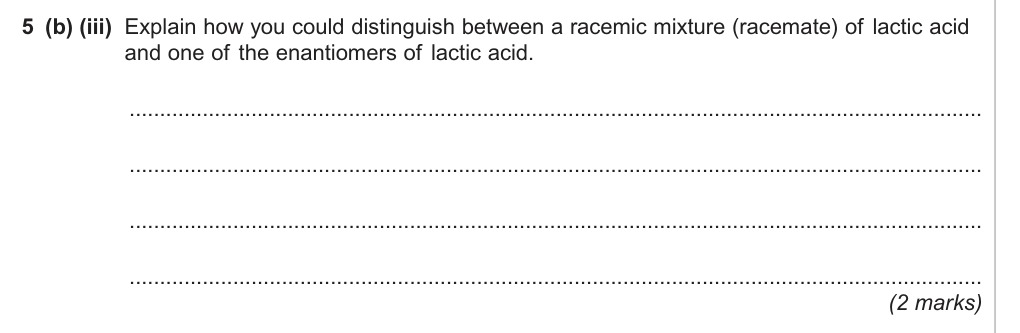 5 (b) (iii) Explain how you could distinguish between a racemic mixture (racemate) of lactic acid
and one of the enantiomers of lactic acid.
....................................................................................................................................
....................................................................................................................................
....................................................................................................................................
....................................................................................................................................
(2 marks)